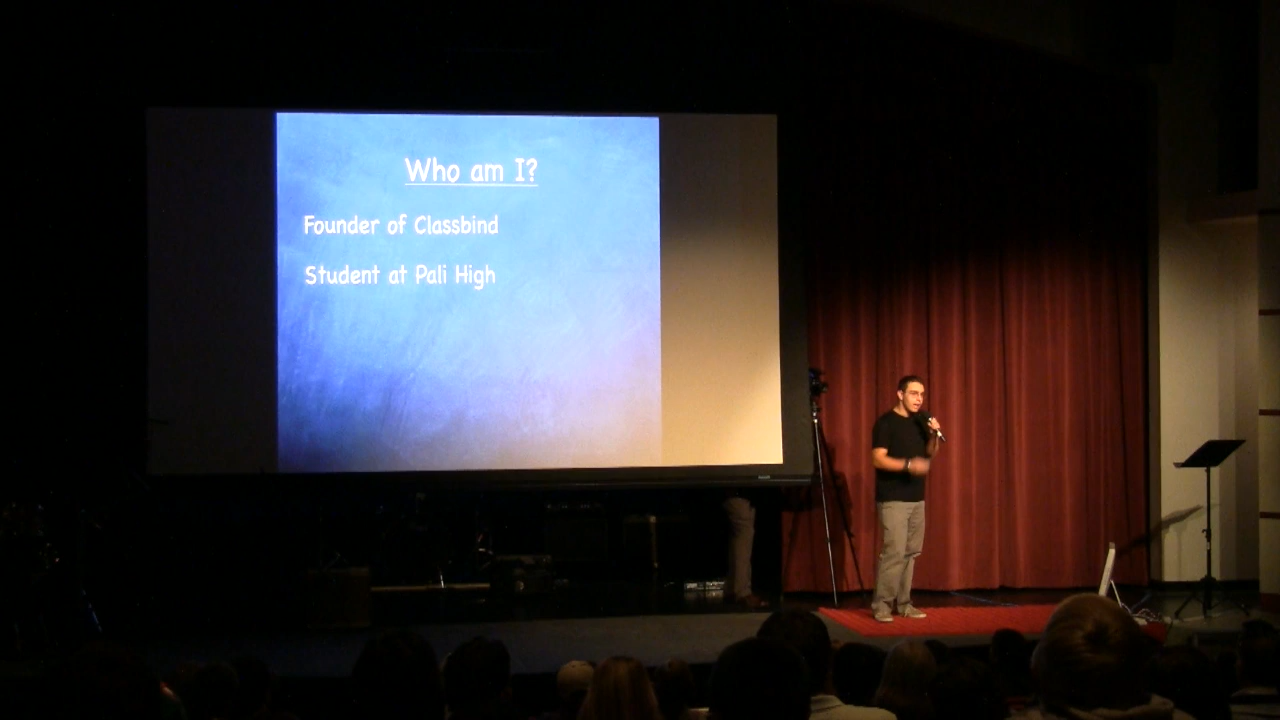 Who am I?
Founder of Classbind
Student at Pali High